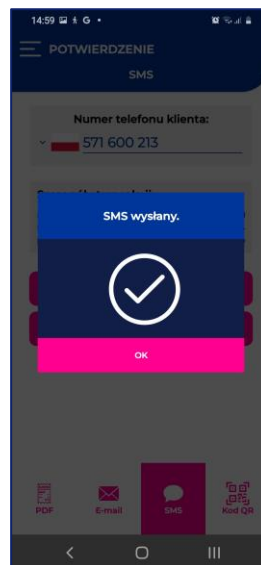 14:59
POTWIERDZENIE
SMS
Numer telefonu klienta:
571 600 213
SMS wysłany.
OK
PDF
E-mail
SMS
Kod QR